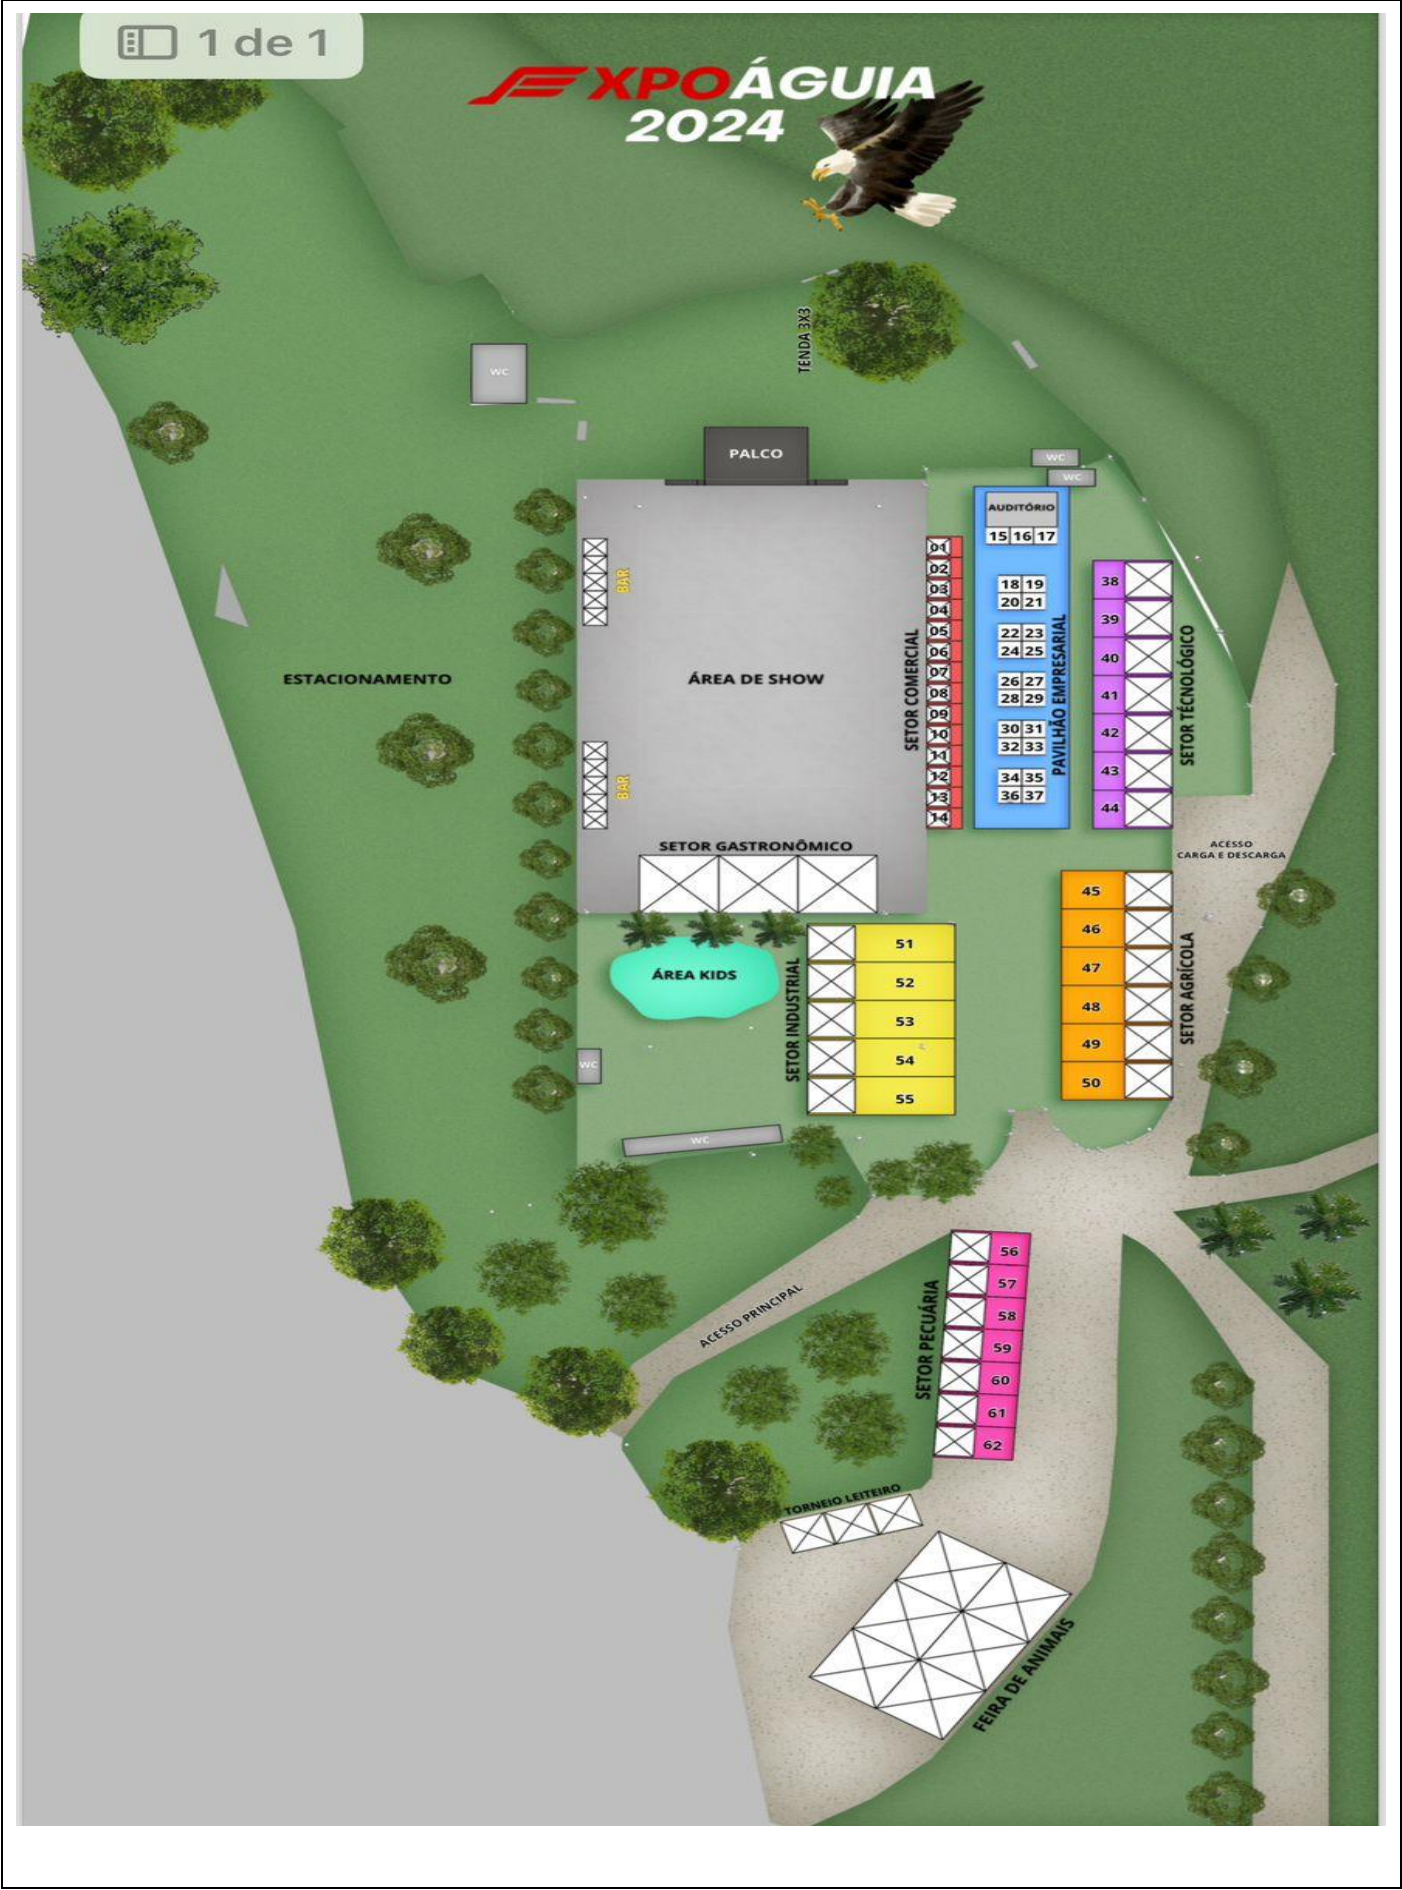 1 de 1
EXPOÁGUIA
2024
TENDA 3X3
WC
PALCO
WC
WC
AUDITÓRIO
15 16 17
18 19
20 21
22 23
24 25
26 27
28 29
30 31
32 33
34 35
36 37
PAVILHÃO EMPRESARIAL
01
02
03
04
05
06
07
08
09
10
11
12
13
14
SETOR COMERCIAL
38
39
40
41
42
43
44
SETOR TÉCNOLÓGICO
BAR
BAR
ESTACIONAMENTO
ÁREA DE SHOW
SETOR GASTRONÔMICO
ACESSO
CARGA E DESCARGA
45
46
47
48
49
50
SETOR AGRÍCOLA
ÁREA KIDS
51
52
53
54
55
SETOR INDUSTRIAL
WC
WC
ACESSO PRINCIPAL
56
57
58
59
60
61
62
SETOR PECUÁRIA
TORNEIO LEITEIRO
FEIRA DE ANIMAIS